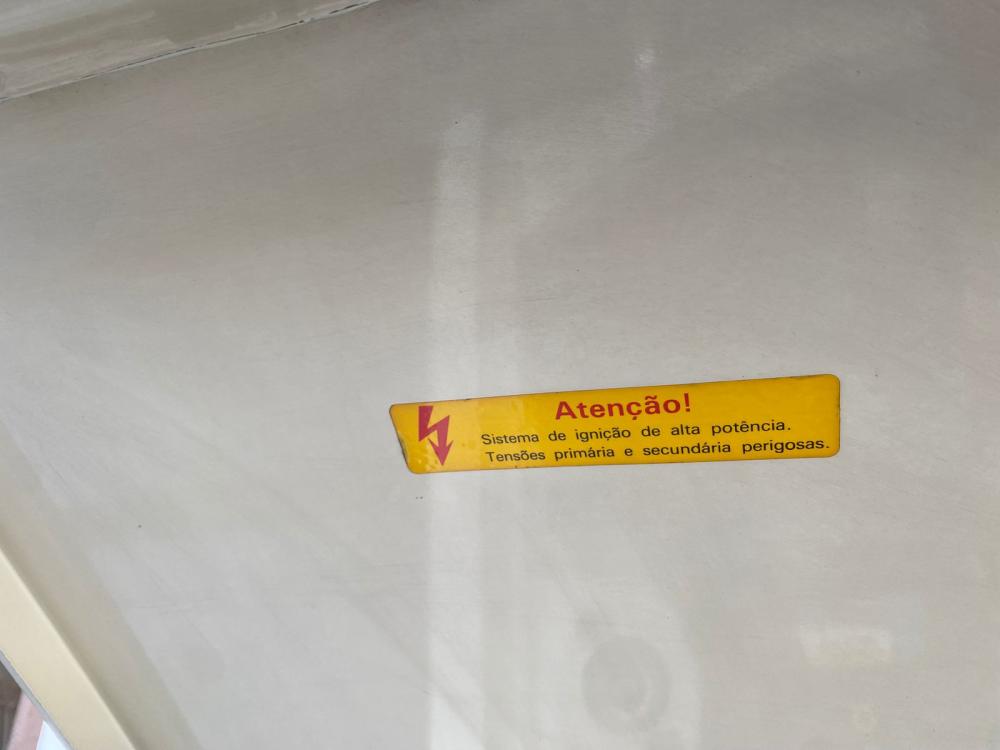 Atenção!
Sistema de ignição de alta potência.
Tensões primária e secundária perigosas.